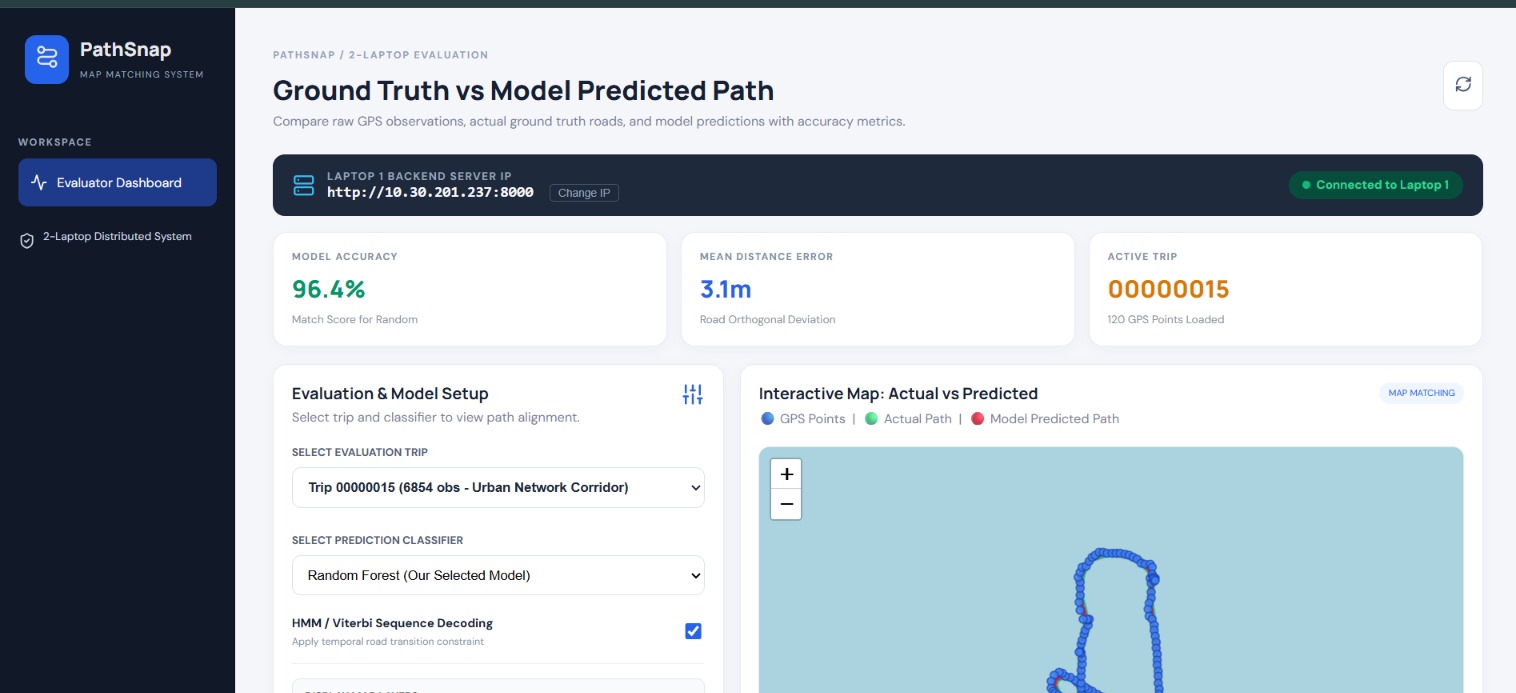 PathSnap
MAP MATCHING SYSTEM
WORKSPACE
Evaluator Dashboard
2-Laptop Distributed System
PATHSNAP / 2-LAPTOP EVALUATION
Ground Truth vs Model Predicted Path
Compare raw GPS observations, actual ground truth roads, and model predictions with accuracy metrics.
LAPTOP 1 BACKEND SERVER IP
http://10.30.201.237:8000 Change IP
Connected to Laptop 1
MODEL ACCURACY
96.4%
Match Score for Random
MEAN DISTANCE ERROR
3.1m
Road Orthogonal Deviation
ACTIVE TRIP
00000015
120 GPS Points Loaded
Evaluation & Model Setup
Select trip and classifier to view path alignment.
SELECT EVALUATION TRIP
Trip 00000015 (6854 obs - Urban Network Corridor)
SELECT PREDICTION CLASSIFIER
Random Forest (Our Selected Model)
HMM / Viterbi Sequence Decoding
Apply temporal road transition constraint
Interactive Map: Actual vs Predicted
MAP MATCHING
GPS Points | Actual Path | Model Predicted Path
+
−